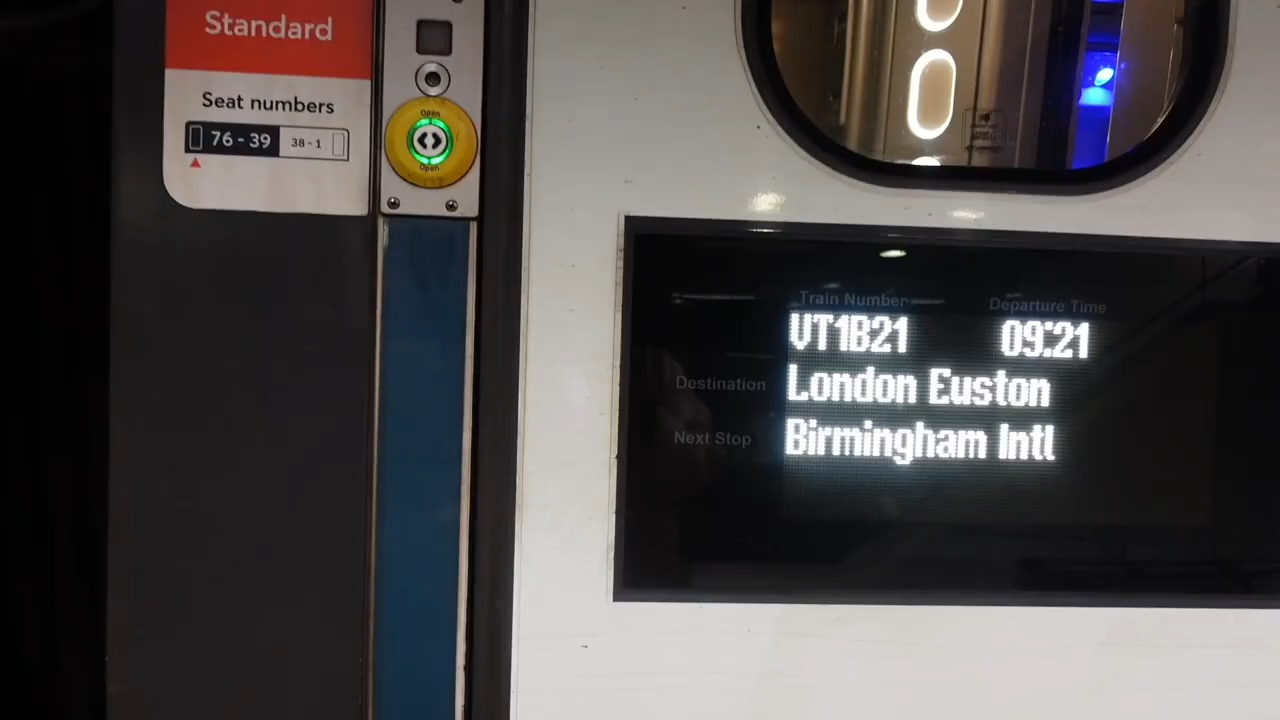 Standard
Seat numbers
76 - 39 38 - 1
Open
Open
Train Number Departure Time
VT1B21 09:21
Destination London Euston
Next Stop Birmingham Intl